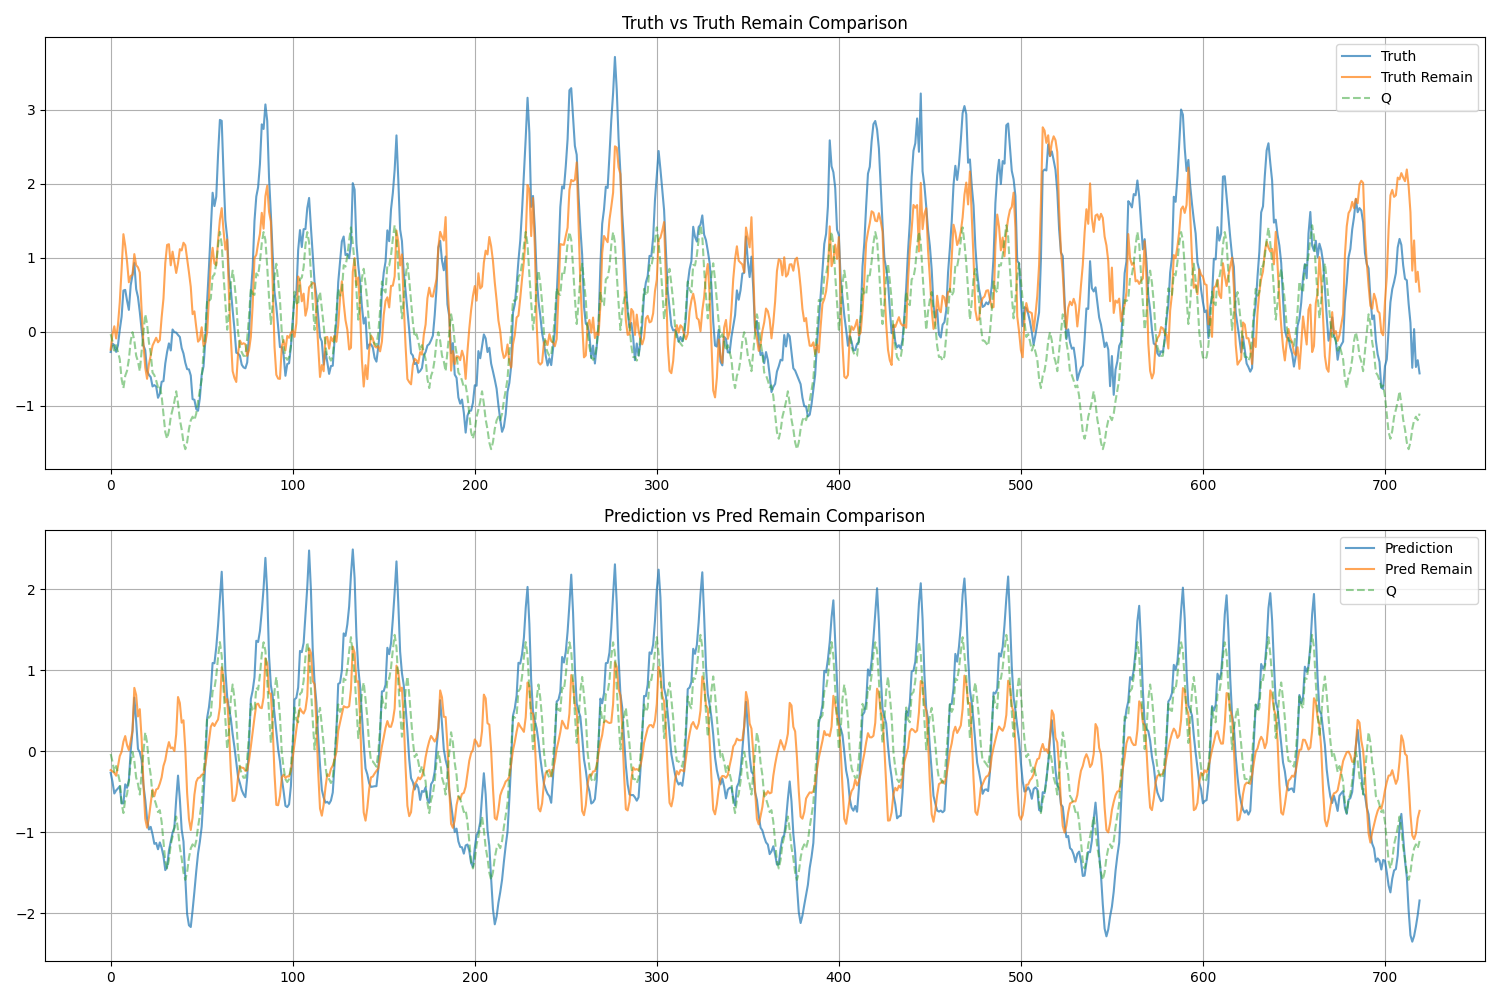 Truth vs Truth Remain Comparison
Truth
Truth Remain
Q
3
2
1
0
−1
0 100 200 300 400 500 600 700
Prediction vs Pred Remain Comparison
Prediction
Pred Remain
Q
2
1
0
−1
−2
0 100 200 300 400 500 600 700